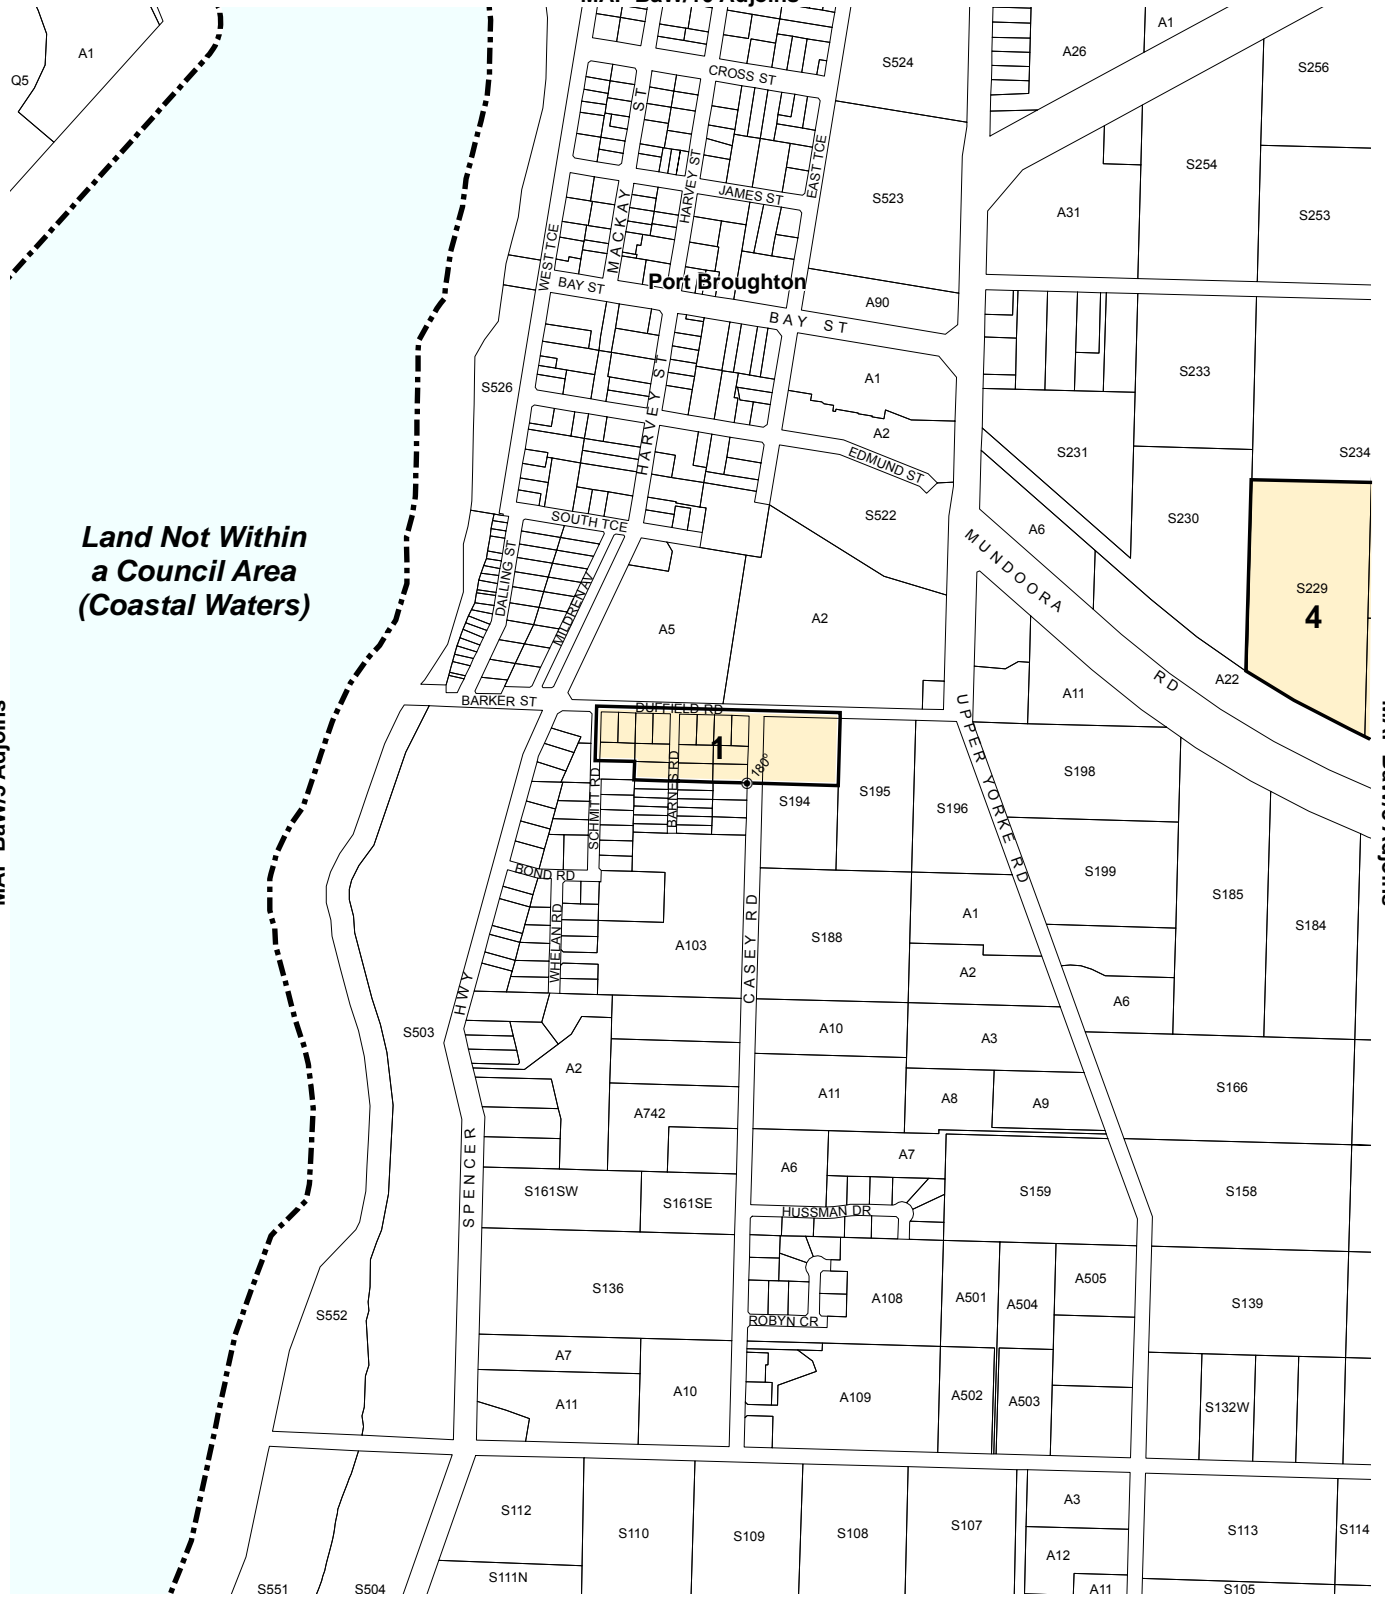 A1
A1
A26
S524
S256
Q5
CROSS ST
ST
S254
HARVEY ST
EAST TCE
S523
JAMES ST
A31
S253
MACKAY
WEST TCE
BAY ST
Port Broughton
A90
BAY ST
S526
A1
S233
HARVEY ST
A2
S231
S234
EDMUND ST
SOUTH TCE
S522
A6
S230
Land Not Within
a Council Area
(Coastal Waters)
DALLING ST
MILDREN AV
MUNDOORA
S229
4
A5
A2
RD
A22
A11
BARKER ST
DUFFIELD RD
1
180°
UPPER YORKE RD
SCHMITT RD
BARNES RD
S194
S195
S196
S198
BOND RD
S199
WHELAN RD
CASEY RD
A1
S185
S184
A103
S188
HWY
A2
A6
S503
A10
A3
A2
A11
A8
A9
S166
A742
SPENCER
A6
A7
S161SW
S161SE
S159
S158
HUSSMAN DR
S136
A108
A501
A504
A505
S139
S552
ROBYN CR
A7
A11
A10
A109
A502
A503
S132W
S112
S110
S109
S108
S107
A3
S113
S114
A12
S111N
A11
S105
S551
S504